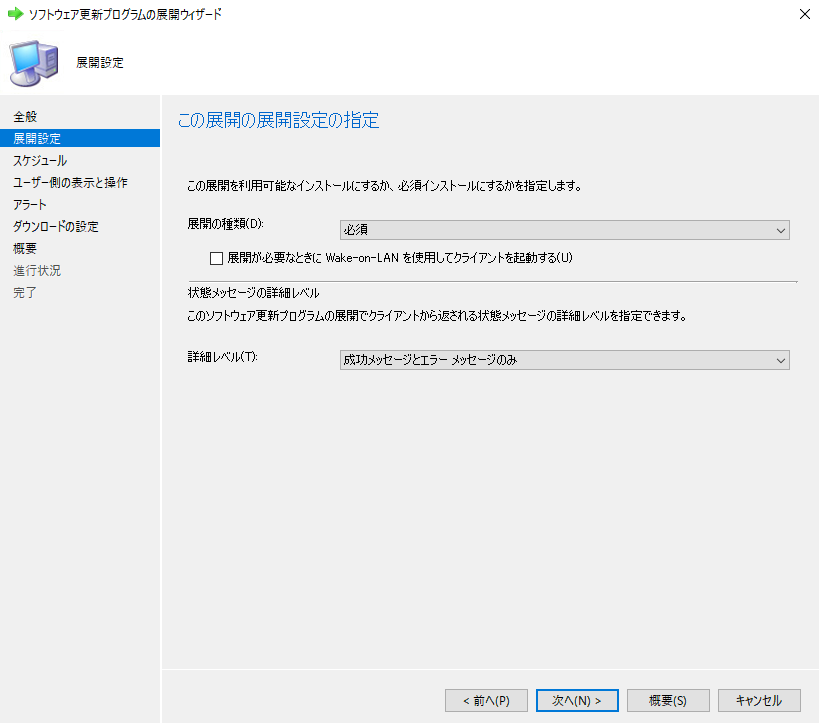 ソフトウェア更新プログラムの展開ウィザード
展開設定
全般
展開設定
スケジュール
ユーザー側の表示と操作
アラート
ダウンロードの設定
概要
進行状況
完了
この展開の展開設定の指定
この展開を利用可能なインストールにするか、必須インストールにするかを指定します。
展開の種類(D):
必須
展開が必要なときに Wake-on-LAN を使用してクライアントを起動する(U)
状態メッセージの詳細レベル
このソフトウェア更新プログラムの展開でクライアントから返される状態メッセージの詳細レベルを指定できます。
詳細レベル(T):
成功メッセージとエラー メッセージのみ
< 前へ(P)
次へ(N) >
概要(S)
キャンセル